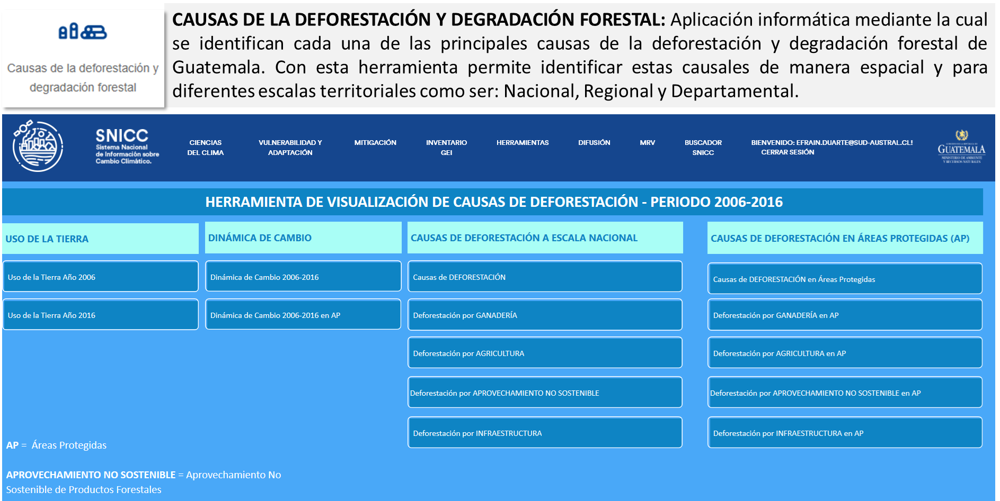 Causas de la deforestación y
degradación forestal
CAUSAS DE LA DEFORESTACIÓN Y DEGRADACIÓN FORESTAL: Aplicación informática mediante la cual
se identifican cada una de las principales causas de la deforestación y degradación forestal de
Guatemala. Con esta herramienta permite identificar estas causales de manera espacial y para
diferentes escalas territoriales como ser: Nacional, Regional y Departamental.
SNICC
Sistema Nacional
de Información sobre
Cambio Climático.
CIENCIAS
DEL CLIMA
VULNERABILIDAD Y
ADAPTACIÓN
MITIGACIÓN
INVENTARIO
GEI
HERRAMIENTAS
DIFUSIÓN
MRV
BUSCADOR
SNICC
BIENVENIDO: EFRAIN.DUARTE@SUD-AUSTRAL.CL!
CERRAR SESIÓN
GOBIERNO DE LA REPÚBLICA DE
GUATEMALA
MINISTERIO DE AMBIENTE
Y RECURSOS NATURALES
HERRAMIENTA DE VISUALIZACIÓN DE CAUSAS DE DEFORESTACIÓN - PERIODO 2006-2016
USO DE LA TIERRA
Uso de la Tierra Año 2006
Uso de la Tierra Año 2016
DINÁMICA DE CAMBIO
Dinámica de Cambio 2006-2016
Dinámica de Cambio 2006-2016 en AP
CAUSAS DE DEFORESTACIÓN A ESCALA NACIONAL
Causas de DEFORESTACIÓN
Deforestación por GANADERÍA
Deforestación por AGRICULTURA
Deforestación por APROVECHAMIENTO NO SOSTENIBLE
Deforestación por INFRAESTRUCTURA
CAUSAS DE DEFORESTACIÓN EN ÁREAS PROTEGIDAS (AP)
Causas de DEFORESTACIÓN en Áreas Protegidas
Deforestación por GANADERÍA en AP
Deforestación por AGRICULTURA en AP
Deforestación por APROVECHAMIENTO NO SOSTENIBLE en AP
Deforestación por INFRAESTRUCTURA en AP
AP = Áreas Protegidas
APROVECHAMIENTO NO SOSTENIBLE = Aprovechamiento No
Sostenible de Productos Forestales